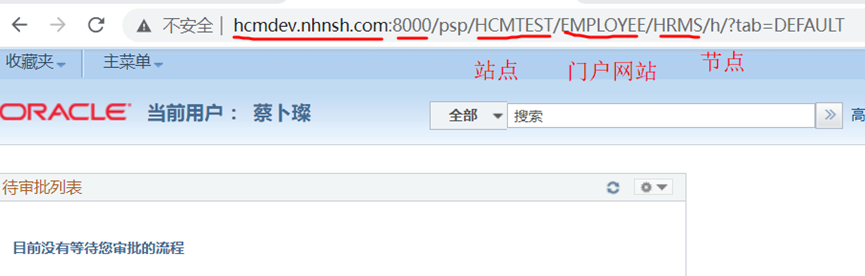 不安全 | hcmdev.nhnsh.com:8000/psp/HCMTEST/EMPLOYEE/HRMS/h/?tab=DEFAULT
收藏夹 主菜单
站点 门户网站 节点
ORACLE 当前用户： 蔡卜璨
全部 搜索 高
待审批列表
目前没有等待您审批的流程